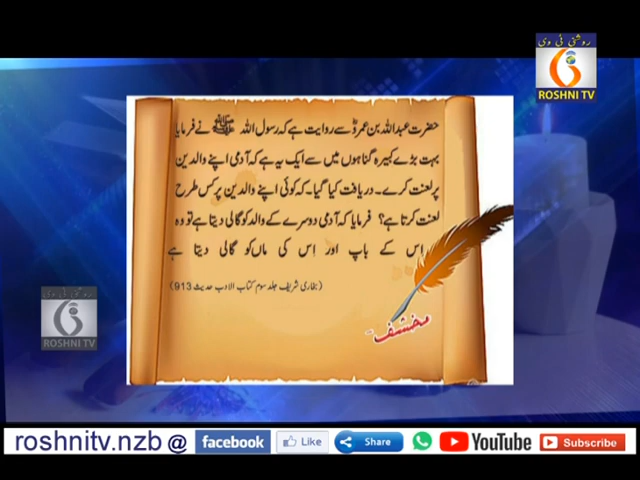 روشنی ٹی وی
ROSHNI TV
حضرت عبداللہ بن عمروؓ سے روایت ہے کہ رسول اللہ ﷺ نے فرمایا
بہت بڑے کبیرہ گناہوں میں سے ایک یہ ہے کہ آدمی اپنے والدین
پر لعنت کرے۔ دریافت کیا گیا۔ کہ کوئی اپنے والدین پر کس طرح
لعنت کرتا ہے؟ فرمایا کہ آدمی دوسرے کے والد کو گالی دیتا ہے تو وہ
اِس کے باپ اور اِس کی ماں کو گالی دیتا ہے
(بخاری شریف جلد سوم کتاب الادب حدیث 913)
روشنی ٹی وی
ROSHNI TV
roshnitv.nzb @ facebook Like Share YouTube Subscribe